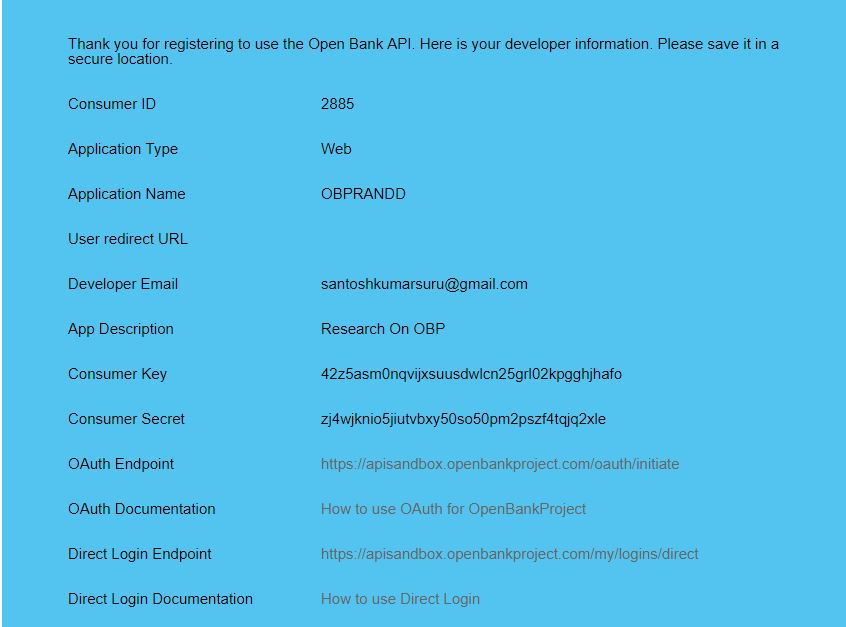 Thank you for registering to use the Open Bank API. Here is your developer information. Please save it in a
secure location.
Consumer ID 2885
Application Type Web
Application Name OBPRANDD
User redirect URL
Developer Email santoshkumarsuru@gmail.com
App Description Research On OBP
Consumer Key 42z5asm0nqvijxsuusdwlcn25grl02kpgghjhafo
Consumer Secret zj4wjknio5jiutvbxy50so50pm2pszf4tqjq2xle
OAuth Endpoint https://apisandbox.openbankproject.com/oauth/initiate
OAuth Documentation How to use OAuth for OpenBankProject
Direct Login Endpoint https://apisandbox.openbankproject.com/my/logins/direct
Direct Login Documentation How to use Direct Login